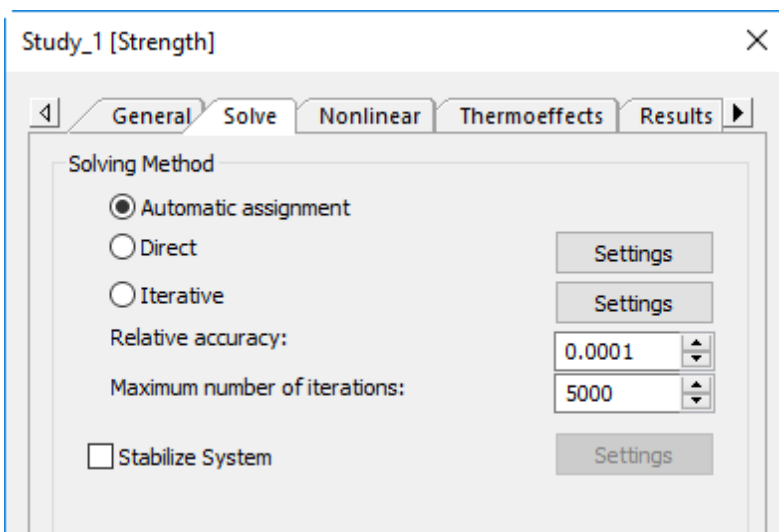 Study_1 [Strength]
General Solve Nonlinear Thermoeffects Results
Solving Method
Automatic assignment
Direct Settings
Iterative Settings
Relative accuracy: 0.0001
Maximum number of iterations: 5000
Stabilize System Settings